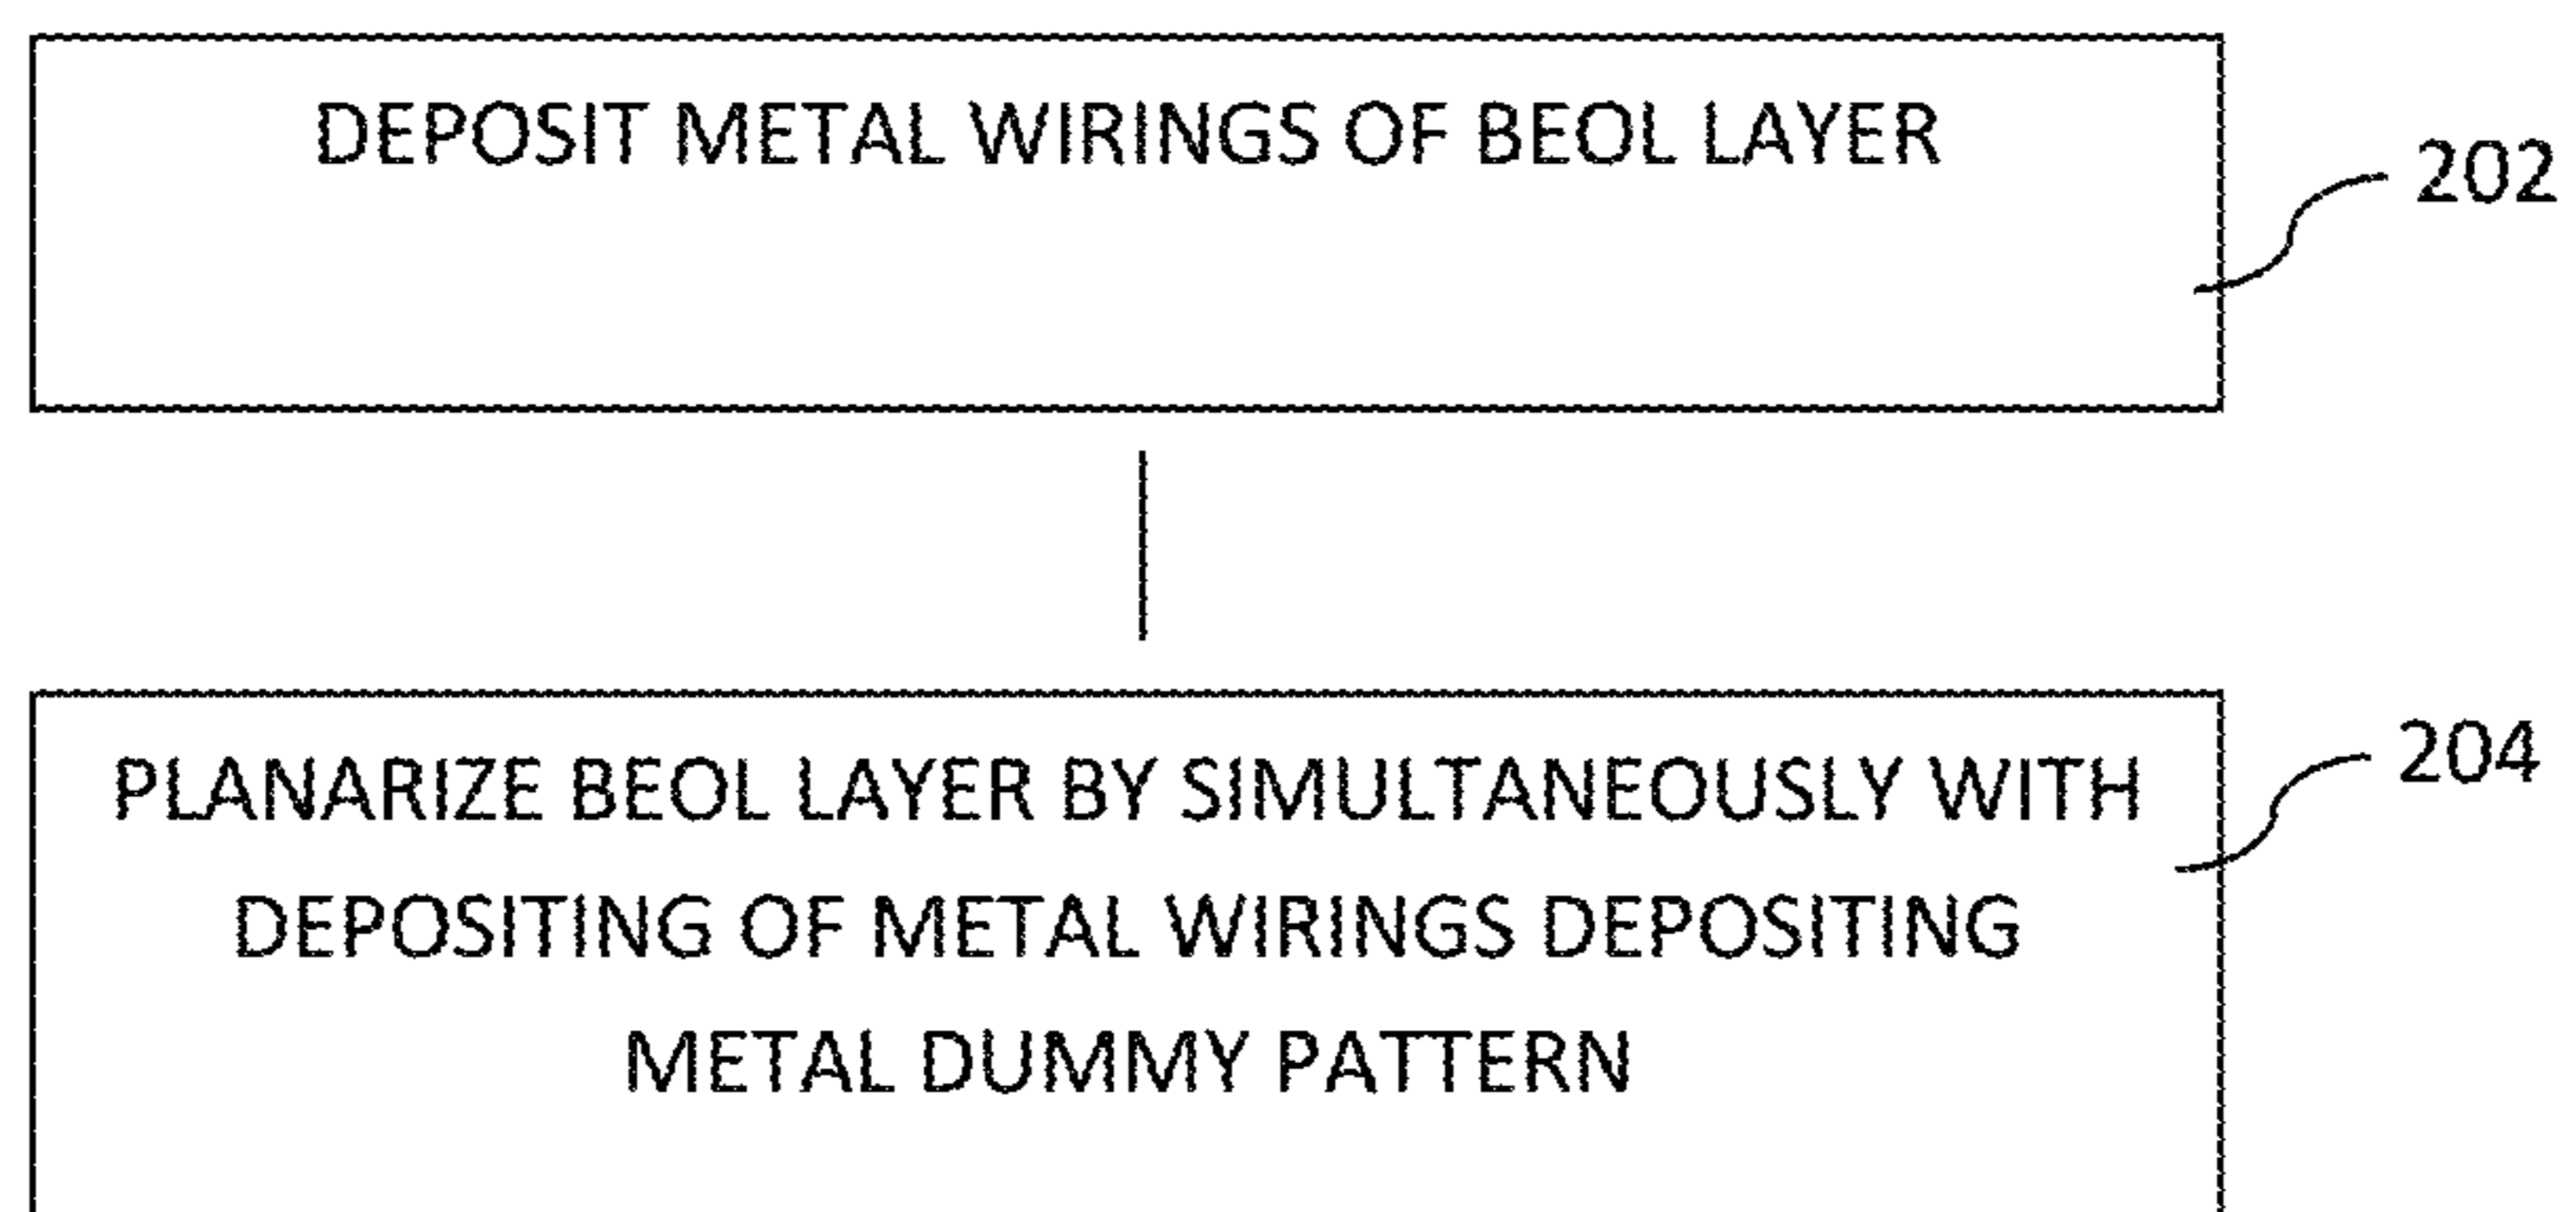 DEPOSIT METAL WIRINGS OF BEOL LAYER
202
PLANARIZE BEOL LAYER BY SIMULTANEOUSLY WITH
204
DEPOSITING OF METAL WIRINGS DEPOSITING
METAL DUMMY PATTERN